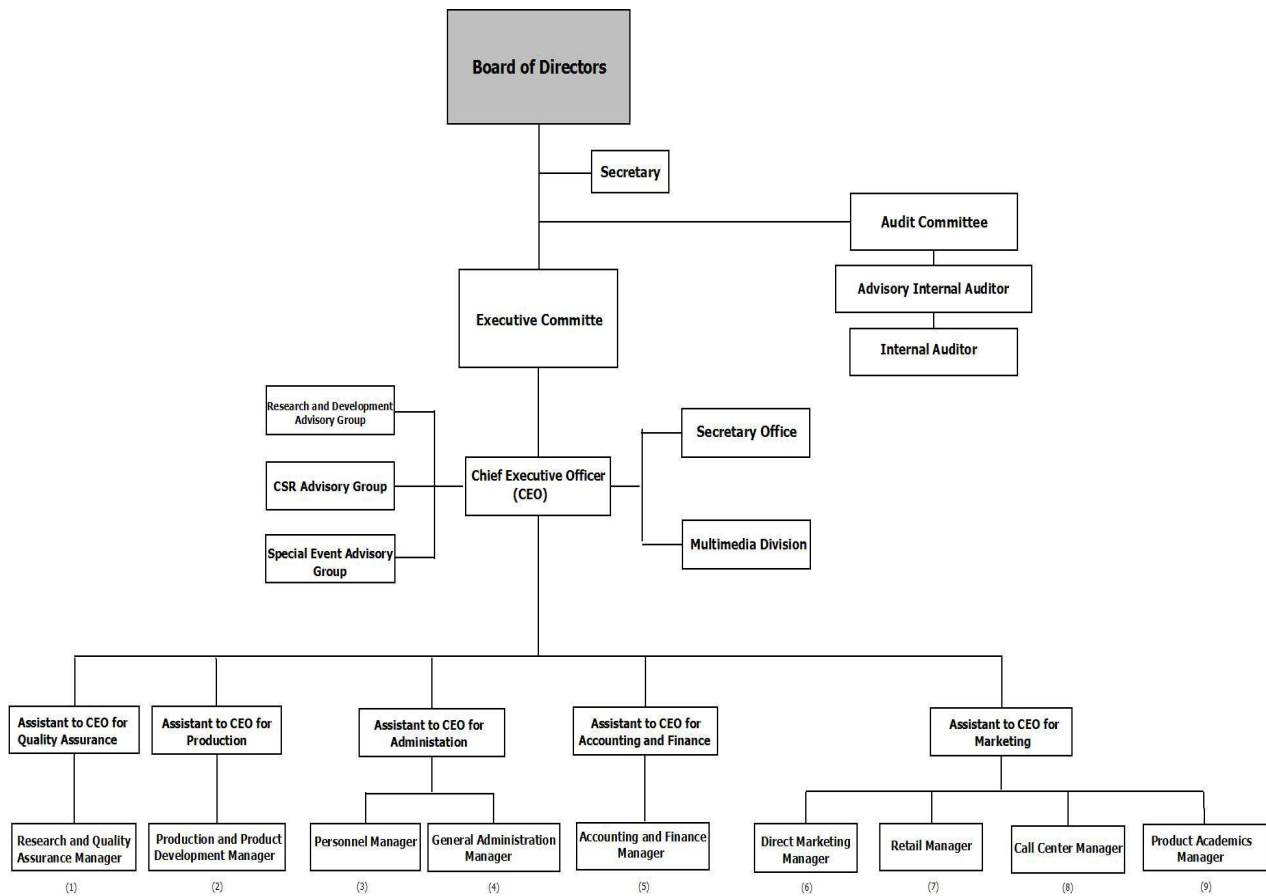 Board of Directors
Secretary
Audit Committee
Advisory Internal Auditor
Executive Committe
Internal Auditor
Research and Development
Advisory Group
Secretary Office
CSR Advisory Group
Chief Executive Officer
(CEO)
Special Event Advisory
Group
Multimedia Division
Assistant to CEO for
Quality Assurance
Assistant to CEO for
Production
Assistant to CEO for
Administation
Assistant to CEO for
Accounting and Finance
Assistant to CEO for
Marketing
Research and Quality
Assurance Manager
Production and Product
Development Manager
Personnel Manager
General Administration
Manager
Accounting and Finance
Manager
Direct Marketing
Manager
Retail Manager
Call Center Manager
Product Academics
Manager
(1)
(2)
(3)
(4)
(5)
(6)
(7)
(8)
(9)